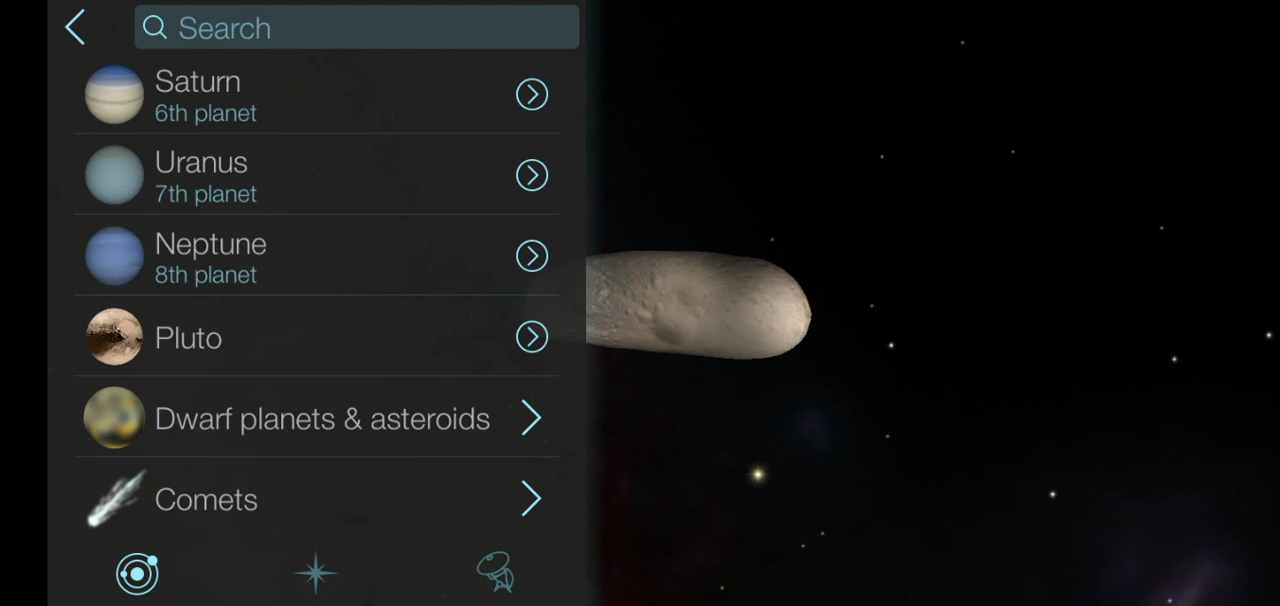 Search
Saturn
6th planet
Uranus
7th planet
Neptune
8th planet
Pluto
Dwarf planets & asteroids
Comets